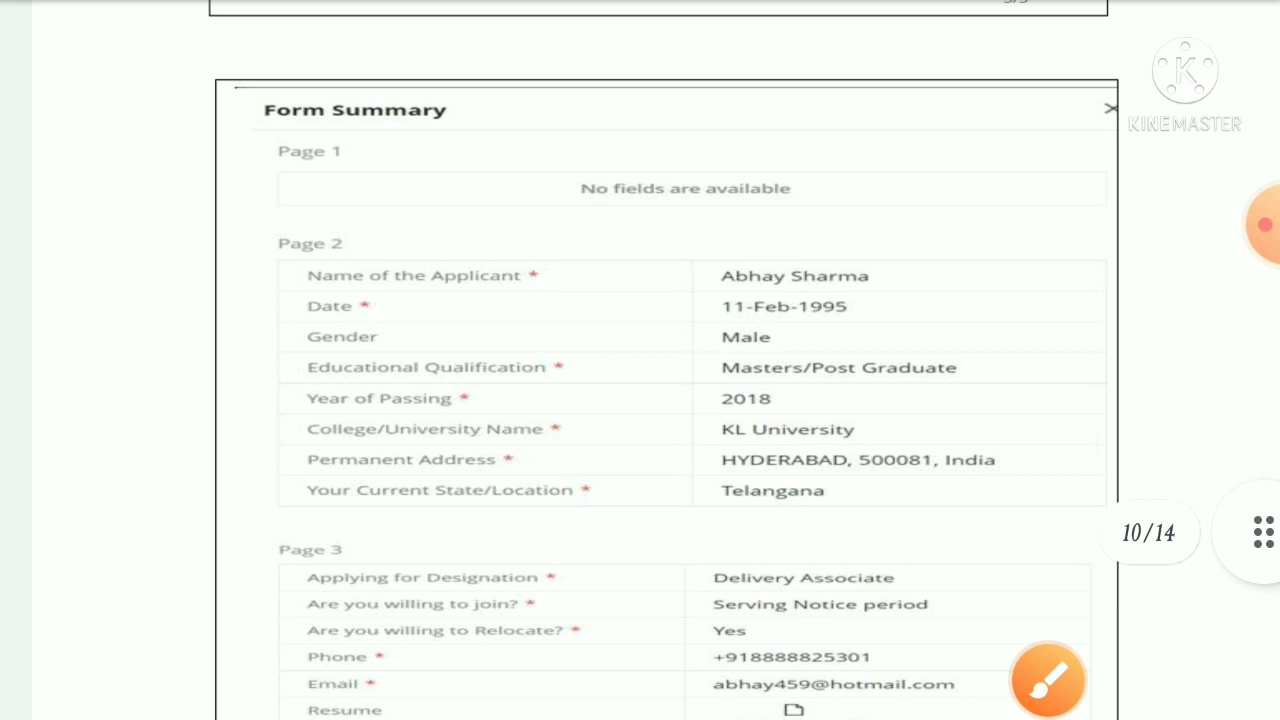 Form Summary
KINEMASTER
Page 1
No fields are available
Page 2
Name of the Applicant * Abhay Sharma
Date * 11-Feb-1995
Gender Male
Educational Qualification * Masters/Post Graduate
Year of Passing * 2018
College/University Name * KL University
Permanent Address * HYDERABAD, 500081, India
Your Current State/Location * Telangana
10/14
Page 3
Applying for Designation * Delivery Associate
Are you willing to join? * Serving Notice period
Are you willing to Relocate? * Yes
Phone * +918888825301
Email * abhay459@hotmail.com
Resume